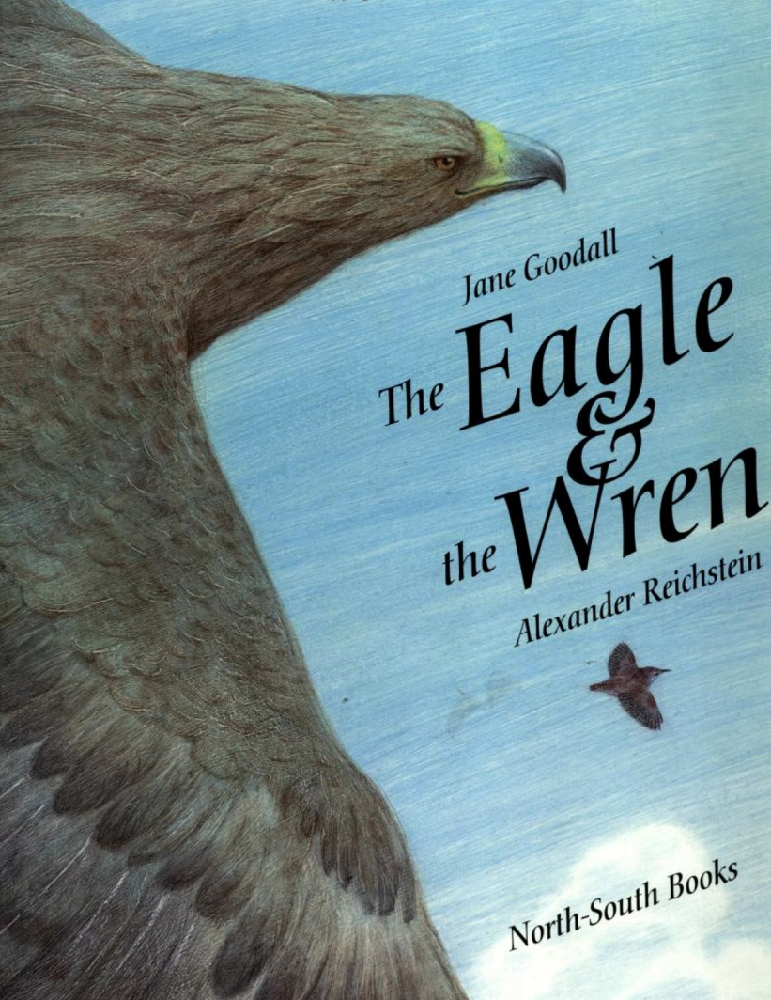 Jane Goodall
The Eagle
&
the Wren
Alexander Reichstein
North-South Books